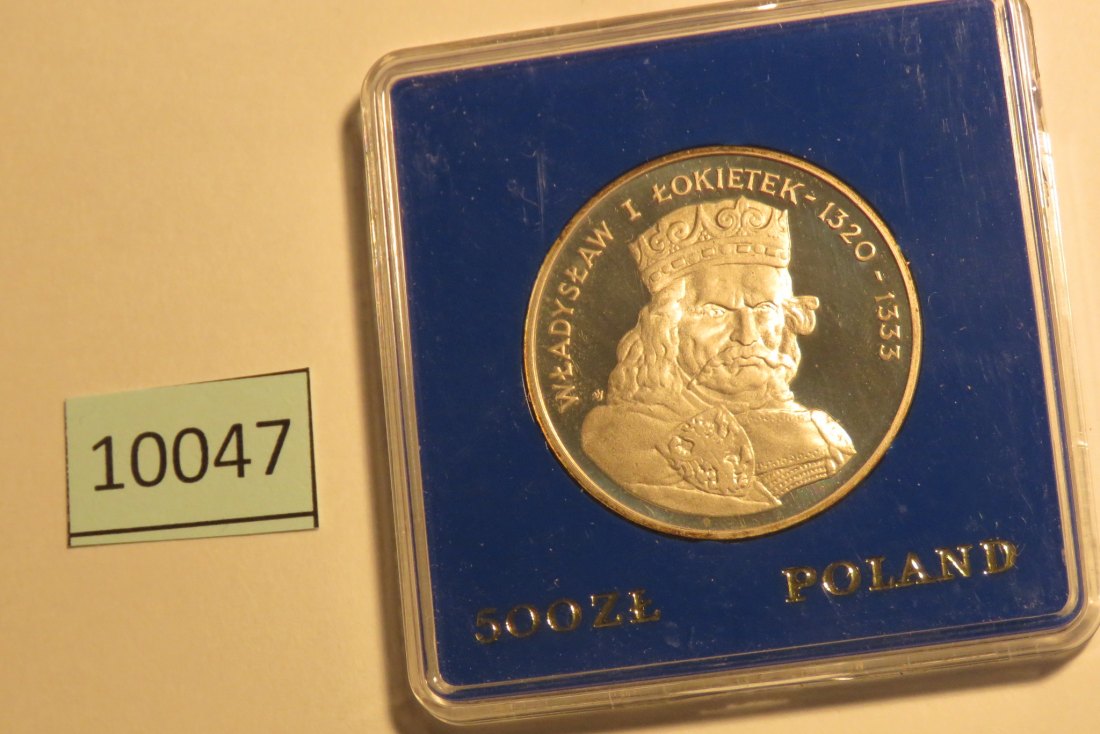 10047
WŁADYSŁAW I ŁOKIETEK - 1320 - 1333
500 ZŁ POLAND